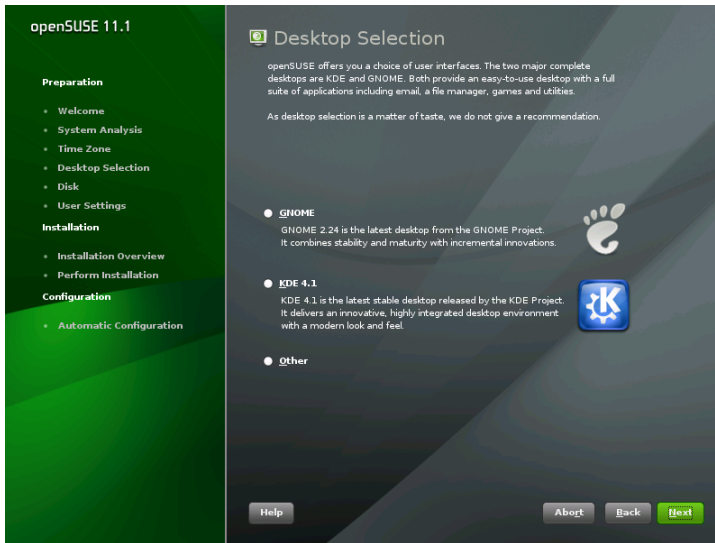 openSUSE 11.1
Preparation
Welcome
System Analysis
Time Zone
Desktop Selection
Disk
User Settings
Installation
Installation Overview
Perform Installation
Configuration
Automatic Configuration
Desktop Selection
openSUSE offers you a choice of user interfaces. The two major complete
desktops are KDE and GNOME. Both provide an easy-to-use desktop with a full
suite of applications including email, a file manager, games and utilities.
As desktop selection is a matter of taste, we do not give a recommendation.
GNOME
GNOME 2.24 is the latest desktop from the GNOME Project.
It combines stability and maturity with incremental innovations.
KDE 4.1
KDE 4.1 is the latest stable desktop released by the KDE Project.
It delivers an innovative, highly integrated desktop environment
with a modern look and feel.
K
Other
Help
Abort
Back
Next